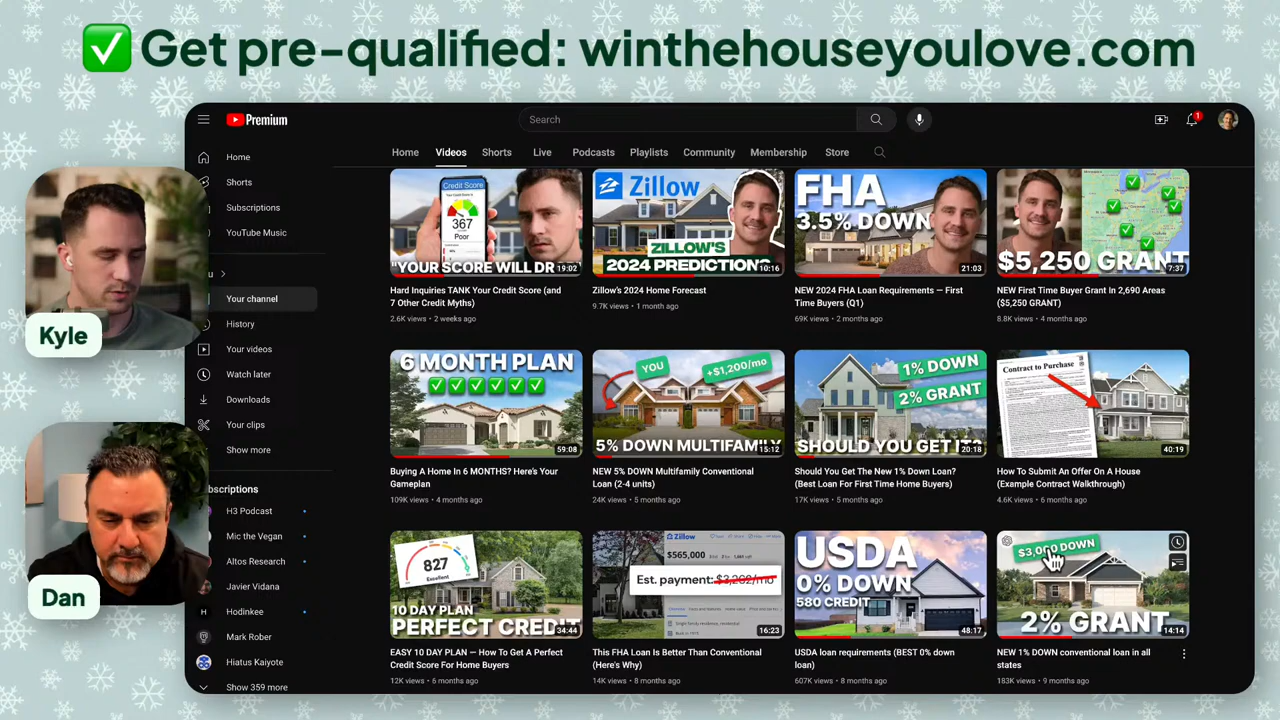 ✅ Get pre-qualified: winthehouseyoulove.com
Premium
Search
1
Home
Videos
Shorts
Live
Podcasts
Playlists
Community
Membership
Store
Home
Shorts
Subscriptions
YouTube Music
u
Your channel
History
Your videos
Watch later
Downloads
Your clips
Show more
bscriptions
H3 Podcast
Mic the Vegan
Altos Research
Javier Vidana
H Hodinkee
Mark Rober
Hiatus Kaiyote
Show 359 more
Kyle
Dan
Credit Score
367
Poor
"YOUR SCORE WILL DR
19:02
Hard Inquiries TANK Your Credit Score (and
7 Other Credit Myths)
2.6K views • 2 weeks ago
Zillow
ZILLOW'S
2024 PREDICTIONS
10:16
Zillow's 2024 Home Forecast
9.7K views • 1 month ago
FHA
3.5% DOWN
21:03
NEW 2024 FHA Loan Requirements — First
Time Buyers (Q1)
69K views • 2 months ago
$5,250 GRANT
7:37
NEW First Time Buyer Grant In 2,690 Areas
($5,250 GRANT)
8.8K views • 4 months ago
6 MONTH PLAN
59:08
Buying A Home In 6 MONTHS? Here's Your
Gameplan
109K views • 4 months ago
YOU
+$1,200/mo
5% DOWN MULTIFAMILY
15:12
NEW 5% DOWN Multifamily Conventional
Loan (2-4 units)
24K views • 5 months ago
1% DOWN
2% GRANT
SHOULD YOU GET IT?
20:18
Should You Get The New 1% Down Loan?
(Best Loan For First Time Home Buyers)
17K views • 5 months ago
Contract to Purchase
40:19
How To Submit An Offer On A House
(Example Contract Walkthrough)
4.6K views • 6 months ago
827
Excellent
10 DAY PLAN
PERFECT CREDIT
34:44
EASY 10 DAY PLAN — How To Get A Perfect
Credit Score For Home Buyers
12K views • 6 months ago
Zillow
$565,000
Est. payment: $3,262/mo
16:23
This FHA Loan Is Better Than Conventional
(Here's Why)
14K views • 8 months ago
USDA
0% DOWN
580 CREDIT
48:17
USDA loan requirements (BEST 0% down
loan)
607K views • 8 months ago
$3,000 DOWN
2% GRANT
14:14
NEW 1% DOWN conventional loan in all
states
183K views • 9 months ago